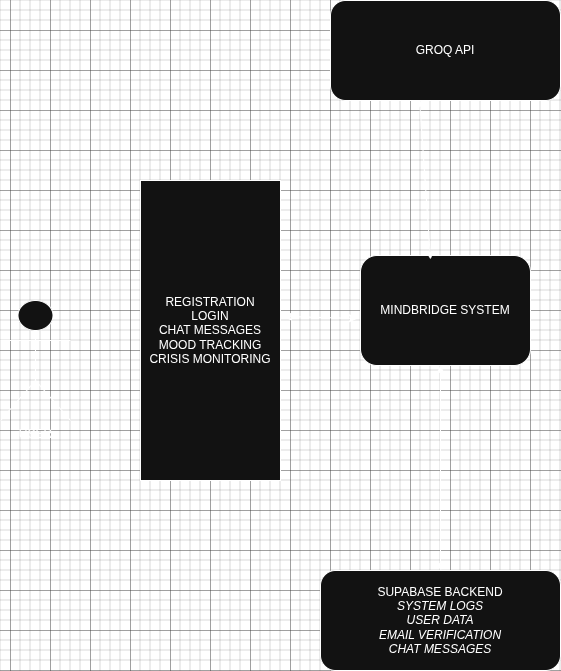 GROQ API
REGISTRATION
LOGIN
CHAT MESSAGES
MOOD TRACKING
CRISIS MONITORING
MINDBRIDGE SYSTEM
SUPABASE BACKEND
SYSTEM LOGS
USER DATA
EMAIL VERIFICATION
CHAT MESSAGES